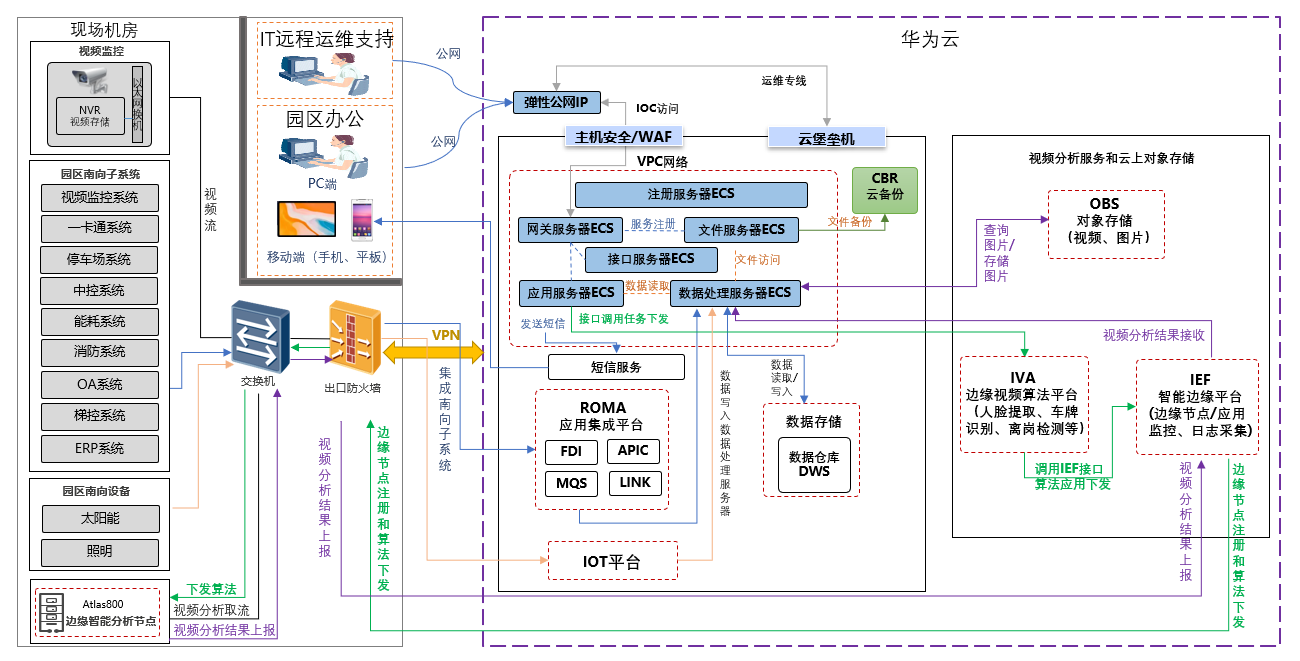 现场机房
视频监控
NVR
视频存储
以太网换机
园区南向子系统
视频监控系统
一卡通系统
停车场系统
中控系统
能耗系统
消防系统
OA系统
梯控系统
ERP系统
园区南向设备
太阳能
照明
Atlas800
边缘智能分析节点
视频流
交换机
出口防火墙
下发算法
视频分析取流
视频分析结果上报
IT远程运维支持
园区办公
PC端
移动端（手机、平板）
公网
公网
VPN
集成南向子系统
视频分析结果上报
边缘节点注册和算法下发
华为云
运维专线
弹性公网IP
IOC访问
主机安全/WAF
云堡垒机
VPC网络
注册服务器ECS
网关服务器ECS
服务注册
文件服务器ECS
文件备份
CBR
云备份
接口服务器ECS
文件访问
应用服务器ECS
数据读取
数据处理服务器ECS
发送短信
接口调用任务下发
短信服务
ROMA
应用集成平台
FDI
APIC
MQS
LINK
数据写入数据处理服务器
数据
读取/
写入
数据存储
数据仓库
DWS
IOT平台
视频分析服务和云上对象存储
OBS
对象存储
（视频、图片）
查询
图片/
存储
图片
视频分析结果接收
IVA
边缘视频算法平台
（人脸提取、车牌
识别、离岗检测等）
IEF
智能边缘平台
(边缘节点/应用
监控、日志采集)
调用IEF接口
算法应用下发
视频分析结果上报
边缘节点注册和算法下发